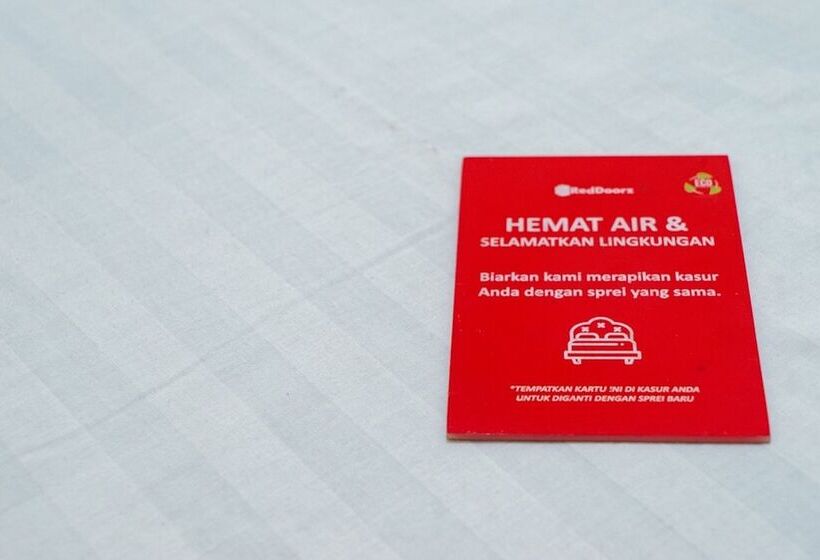 RedDoorz
ECO
HEMAT AIR &
SELAMATKAN LINGKUNGAN
Biarkan kami merapikan kasur
Anda dengan sprei yang sama.
*TEMPATKAN KARTU INI DI KASUR ANDA
UNTUK DIGANTI DENGAN SPREI BARU